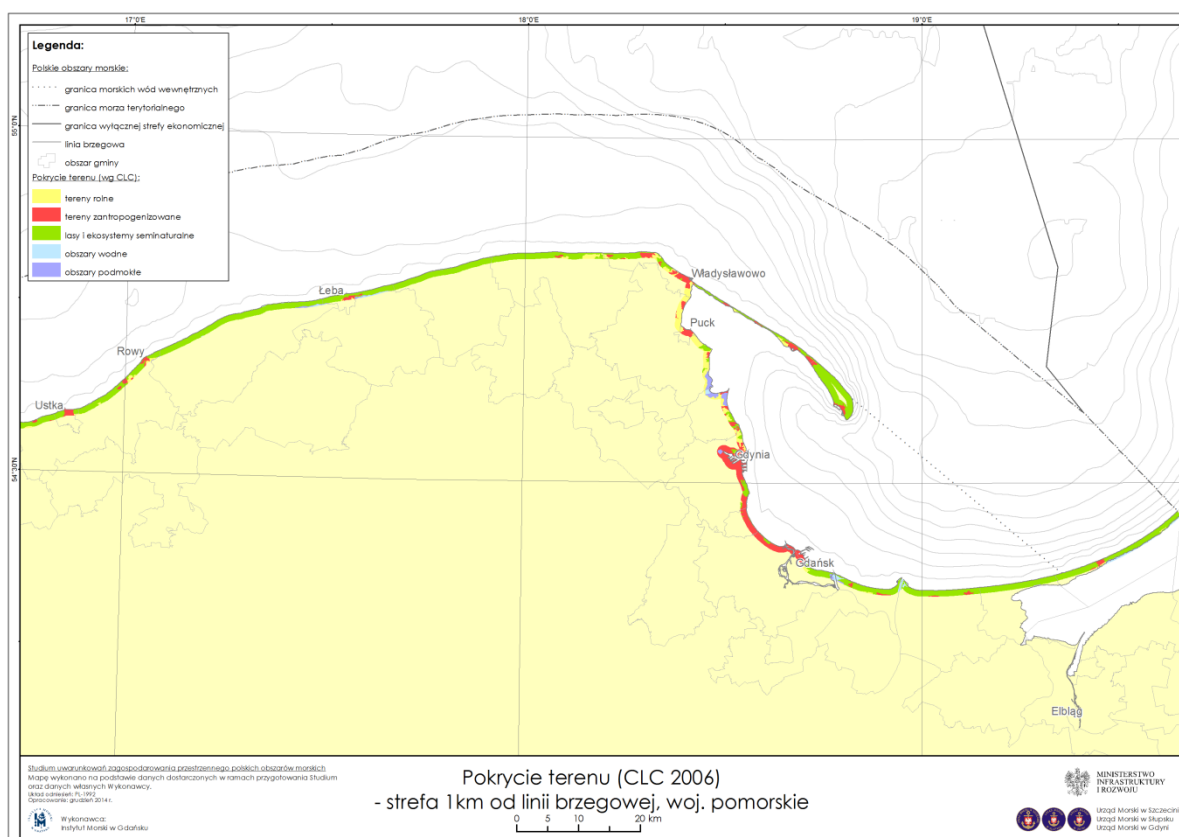 17°0'E
18°0'E
19°0'E
Legenda:
Polskie obszary morskie:
granica morskich wód wewnętrznych
granica morza terytorialnego
granica wyłącznej strefy ekonomicznej
linia brzegowa
obszar gminy
Pokrycie terenu (wg CLC):
tereny rolne
tereny zantropogenizowane
lasy i ekosystemy seminaturalne
obszary wodne
obszary podmokłe
55°0'N
Władysławowo
Łeba
Puck
Rowy
Ustka
Gdynia
54°30'N
Gdańsk
Elbląg
Studium uwarunkowań zagospodarowania przestrzennego polskich obszarów morskich
Mapę wykonano na podstawie danych dostarczonych w ramach przygotowania Studium
oraz danych własnych Wykonawcy.
Układ odniesień: PL-1992
Opracowanie: grudzień 2014 r.
Wykonawca:
Instytut Morski w Gdańsku
Pokrycie terenu (CLC 2006)
- strefa 1km od linii brzegowej, woj. pomorskie
0 5 10 20 km
MINISTERSTWO
INFRASTRUKTURY
I ROZWOJU
Urząd Morski w Szczecinie
Urząd Morski w Słupsku
Urząd Morski w Gdyni